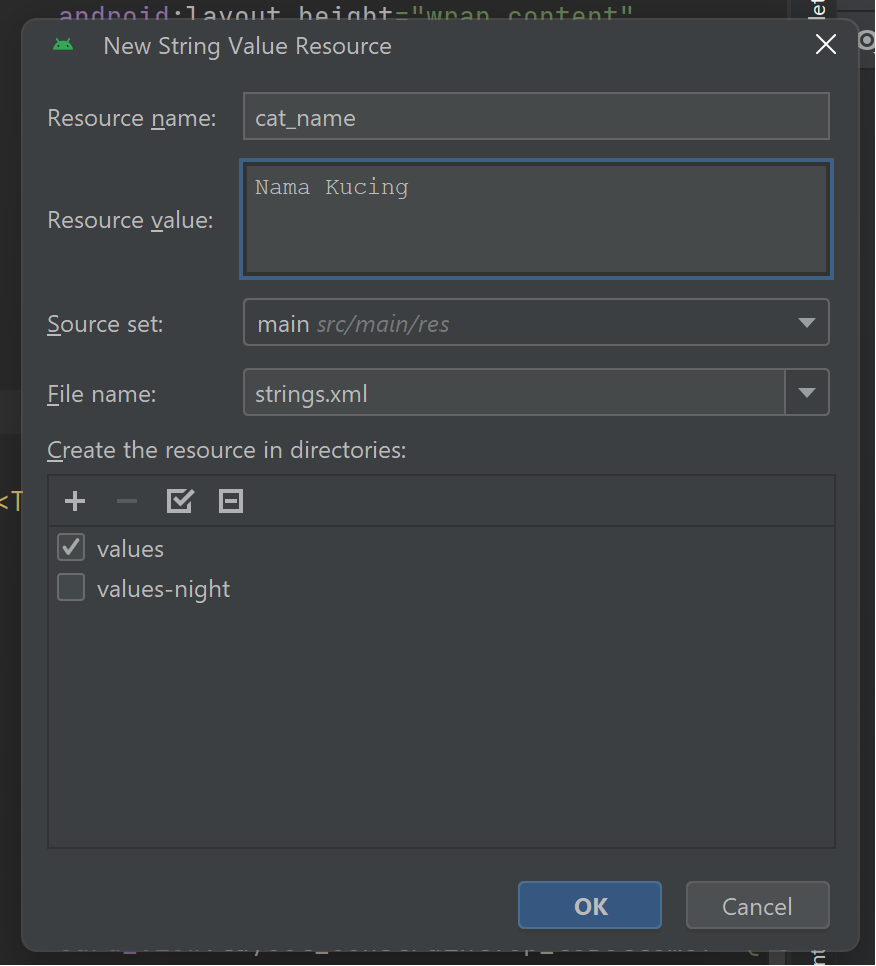 android:layout_height="wrap_content"
New String Value Resource
Resource name:
cat_name
Resource value:
Nama Kucing
Source set:
main src/main/res
File name:
strings.xml
Create the resource in directories:
values
values-night
<T
OK
Cancel